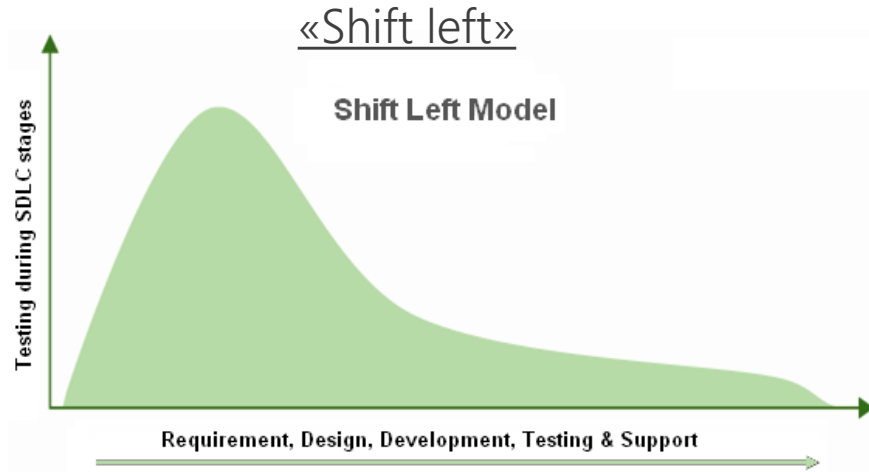 «Shift left»
Shift Left Model
Testing during SDLC stages
Requirement, Design, Development, Testing & Support